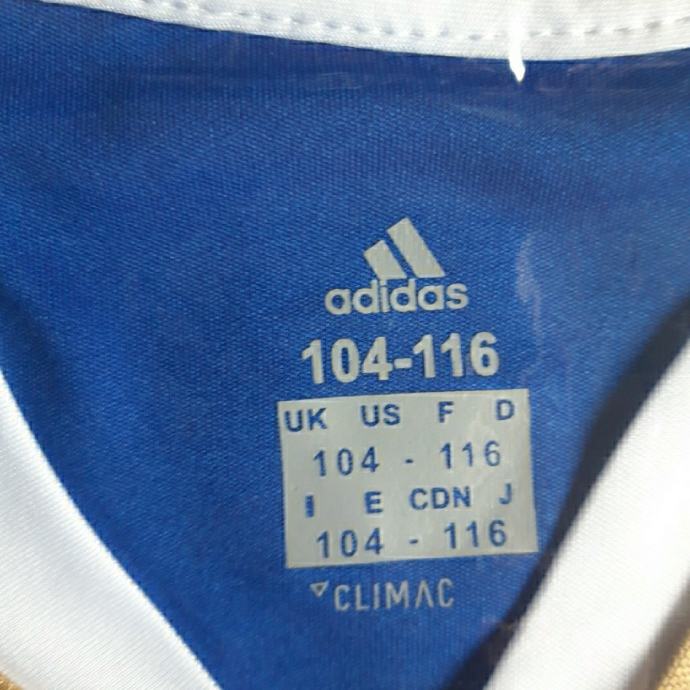 adidas
104-116
UK US F D
104 - 116
I E CDN J
104 - 116
CLIMAC